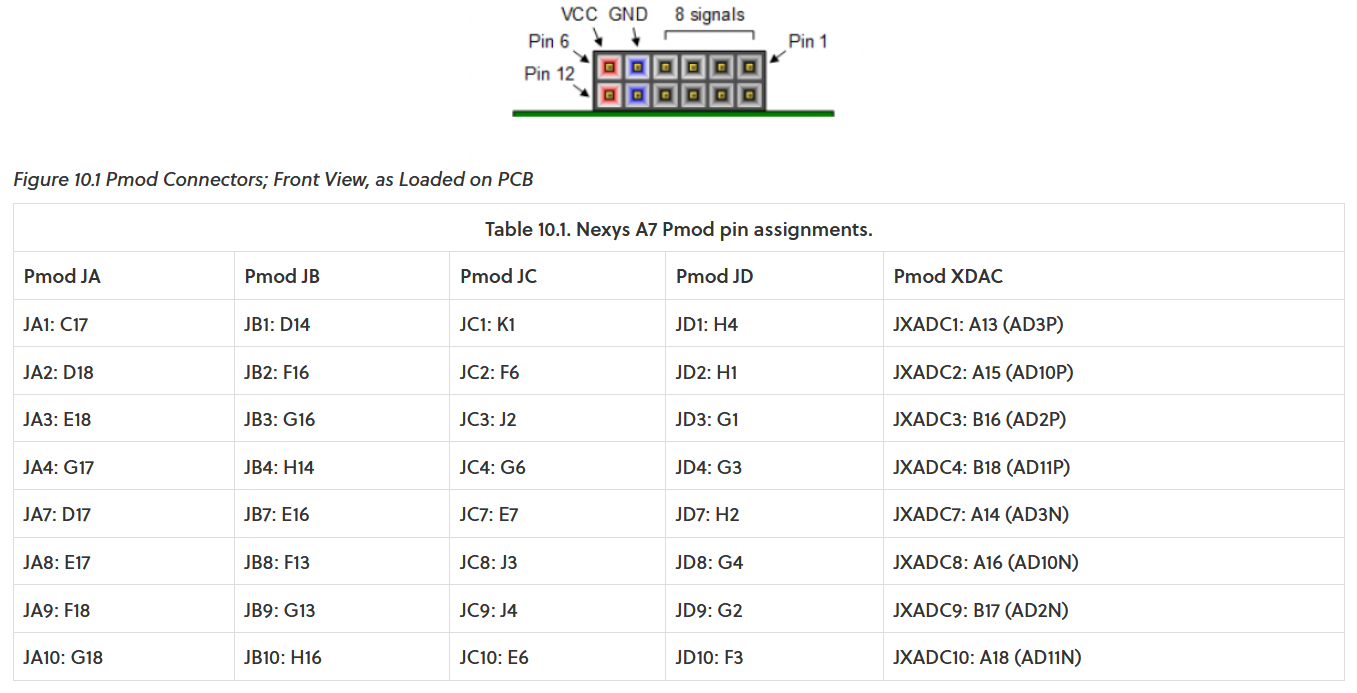 VCC GND 8 signals
Pin 6 Pin 1
Pin 12
Figure 10.1 Pmod Connectors; Front View, as Loaded on PCB
Table 10.1. Nexys A7 Pmod pin assignments.
Pmod JA Pmod JB Pmod JC Pmod JD Pmod XDAC
JA1: C17 JB1: D14 JC1: K1 JD1: H4 JXADC1: A13 (AD3P)
JA2: D18 JB2: F16 JC2: F6 JD2: H1 JXADC2: A15 (AD10P)
JA3: E18 JB3: G16 JC3: J2 JD3: G1 JXADC3: B16 (AD2P)
JA4: G17 JB4: H14 JC4: G6 JD4: G3 JXADC4: B18 (AD11P)
JA7: D17 JB7: E16 JC7: E7 JD7: H2 JXADC7: A14 (AD3N)
JA8: E17 JB8: F13 JC8: J3 JD8: G4 JXADC8: A16 (AD10N)
JA9: F18 JB9: G13 JC9: J4 JD9: G2 JXADC9: B17 (AD2N)
JA10: G18 JB10: H16 JC10: E6 JD10: F3 JXADC10: A18 (AD11N)